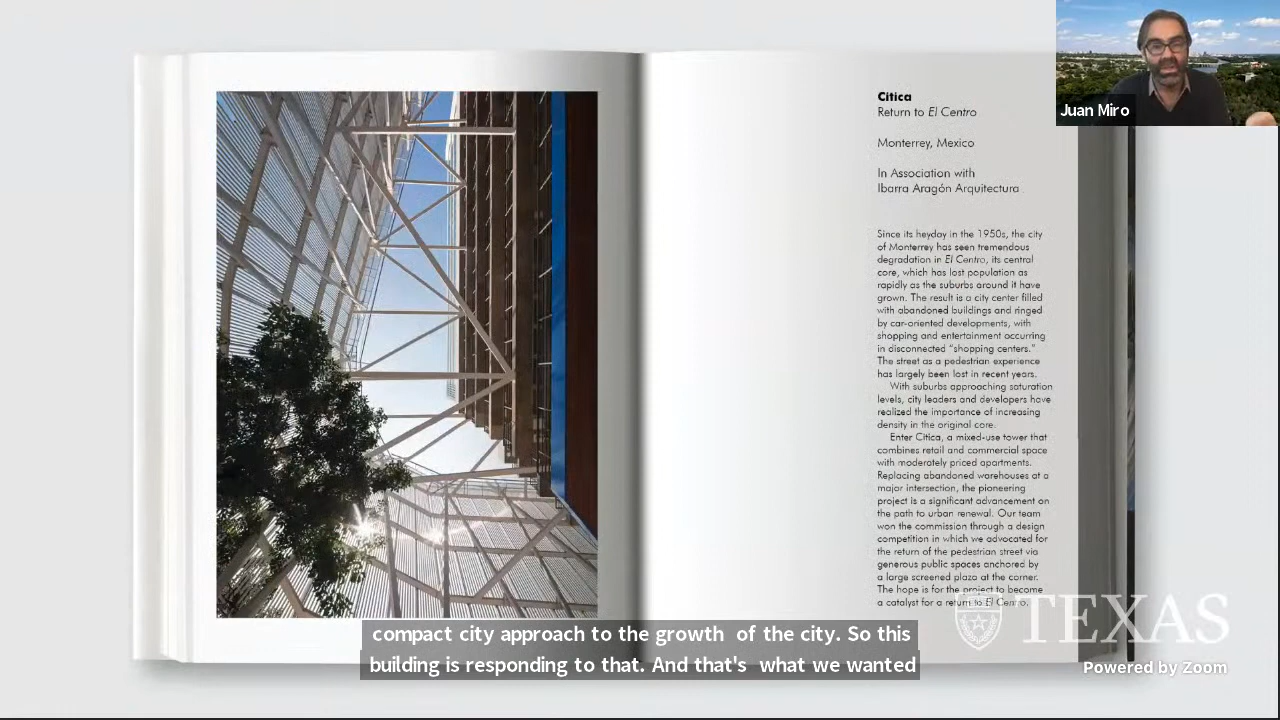 Juan Miro
Citica
Return to El Centro
Monterrey, Mexico
In Association with
Ibarra Aragón Arquitectura
Since its heyday in the 1950s, the city
of Monterrey has seen tremendous
degradation in El Centro, its central
core, which has lost population as
rapidly as the suburbs around it have
grown. The result is a city center filled
with abandoned buildings and ringed
by car-oriented developments, with
shopping and entertainment occurring
in disconnected “shopping centers.”
The street as a pedestrian experience
has largely been lost in recent years.
With suburbs approaching saturation
levels, city leaders and developers have
realized the importance of increasing
density in the original core.
Enter Citica, a mixed-use tower that
combines retail and commercial space
with moderately priced apartments.
Replacing abandoned warehouses at a
major intersection, the pioneering
project is a significant advancement on
the path to urban renewal. Our team
won the commission through a design
competition in which we advocated for
the return of the pedestrian street via
generous public spaces anchored by
a large screened plaza at the corner.
The hope is for the project to become
a catalyst for a return to El Centro.
TEXAS
Powered by Zoom
compact city approach to the growth of the city. So this
building is responding to that. And that's what we wanted